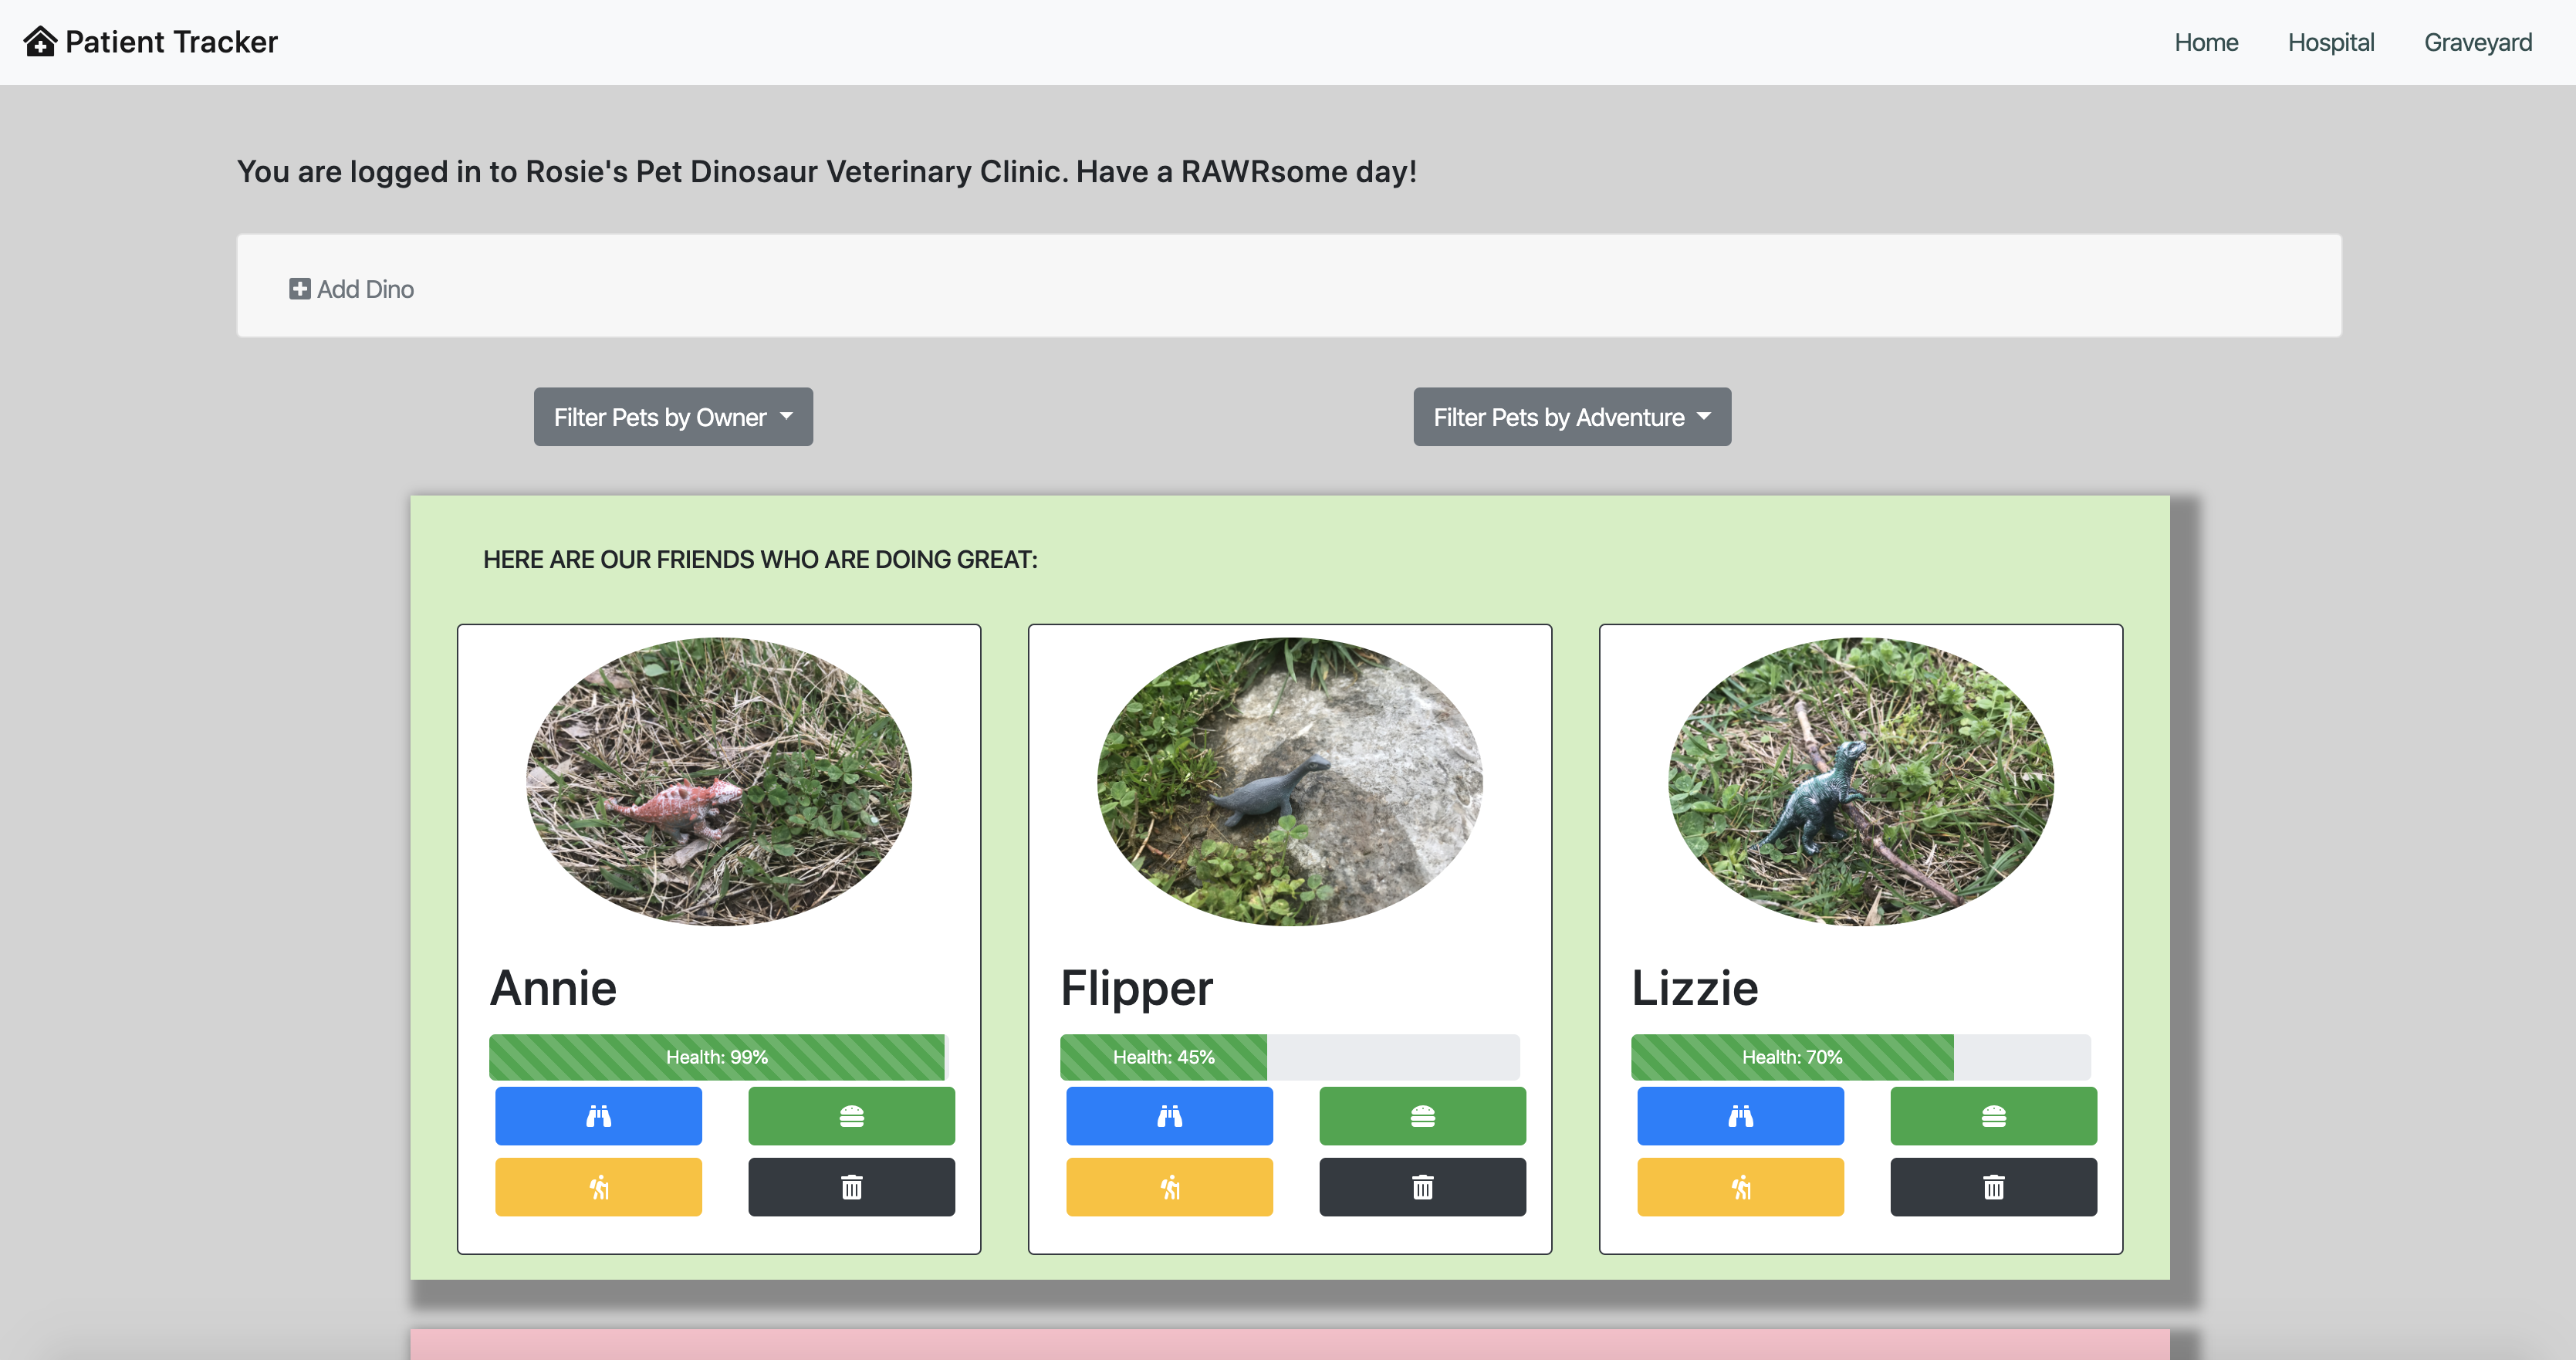 Patient Tracker
Home Hospital Graveyard
You are logged in to Rosie's Pet Dinosaur Veterinary Clinic. Have a RAWRsome day!
Add Dino
Filter Pets by Owner
Filter Pets by Adventure
HERE ARE OUR FRIENDS WHO ARE DOING GREAT:
Annie
Health: 99%
Flipper
Health: 45%
Lizzie
Health: 70%